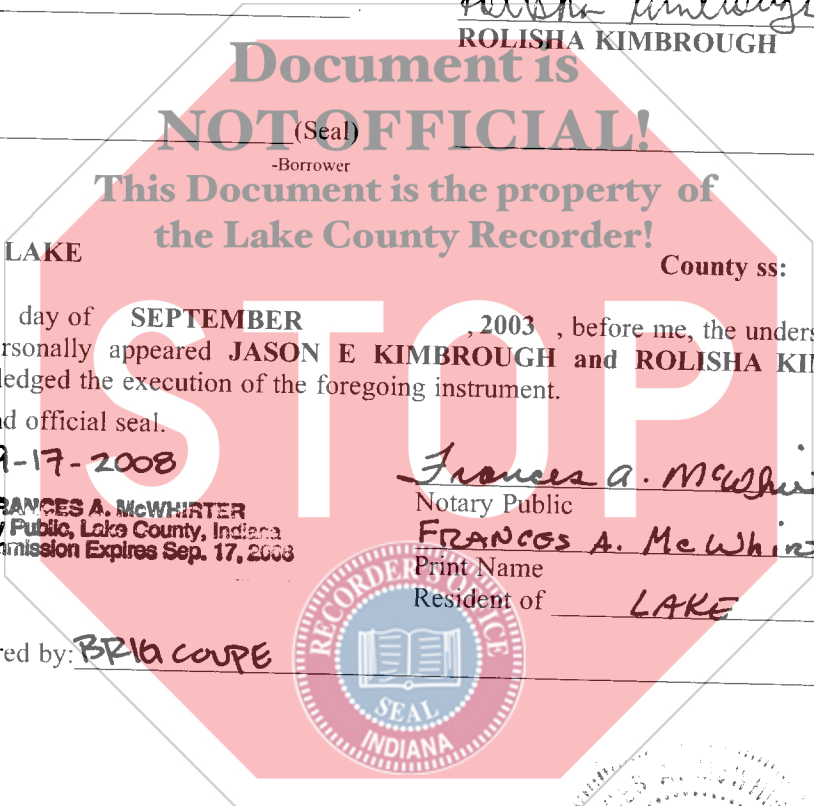 Rolisha Kimbrough
ROLISHA KIMBROUGH
Document is
NOT OFFICIAL!
(Seal)
-Borrower
This Document is the property of
the Lake County Recorder!
LAKE County ss:
day of SEPTEMBER , 2003 , before me, the unders
rsonally appeared JASON E KIMBROUGH and ROLISHA KI
ledged the execution of the foregoing instrument.
d official seal.
STOP
9-17-2008
Frances A. McWhir
RANCES A. McWHIRTER
Notary Public
y Public, Lake County, Indiana
mmission Expires Sep. 17, 2008
FRANCES A. McWhir
Print Name
Resident of LAKE
red by: BRIG COUPE
RECORDER'S OFFICE
SEAL
INDIANA